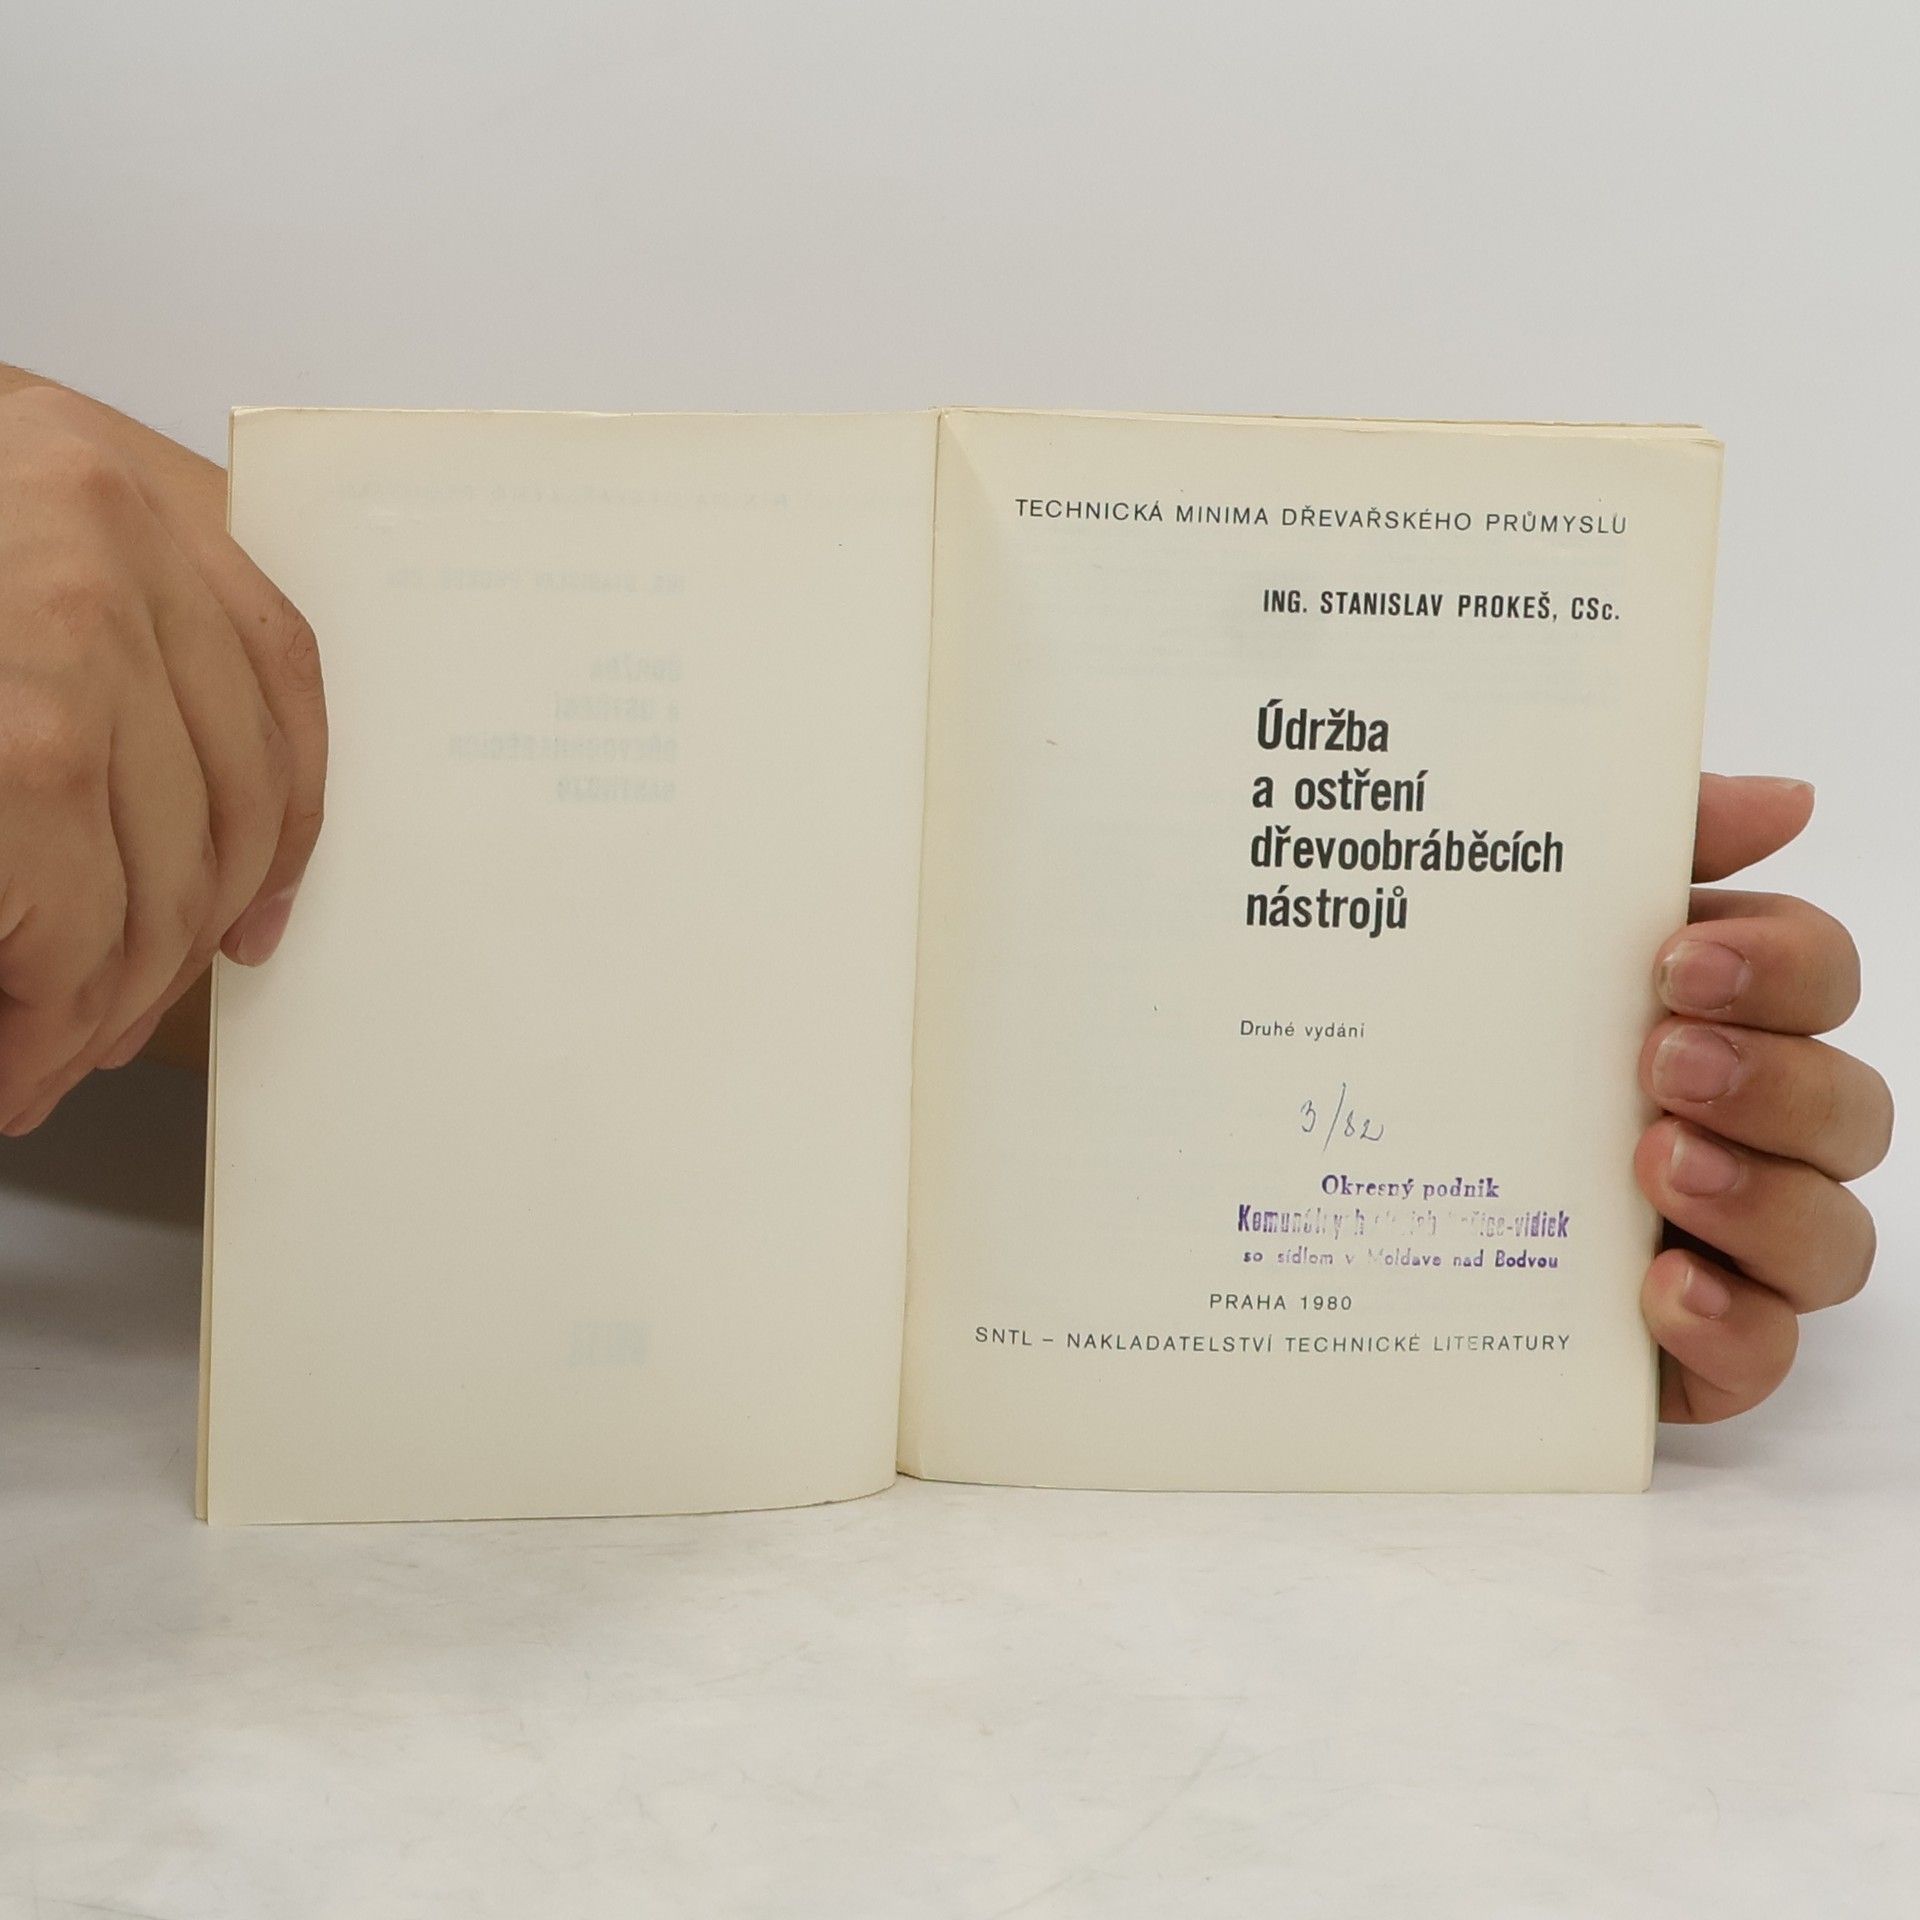 TECHNICKÁ MINIMA DŘEVAŘSKÉHO PRŮMYSLU
ING. STANISLAV PROKEŠ, CSc.
Údržba
a ostření
dřevoobráběcích
nástrojů
Druhé vydání
3/82
Okresný podnik
-vidiek
so sídlom v Moldave nad Bodvou
PRAHA 1980
SNTL – NAKLADATELSTVÍ TECHNICKÉ LITERATURY